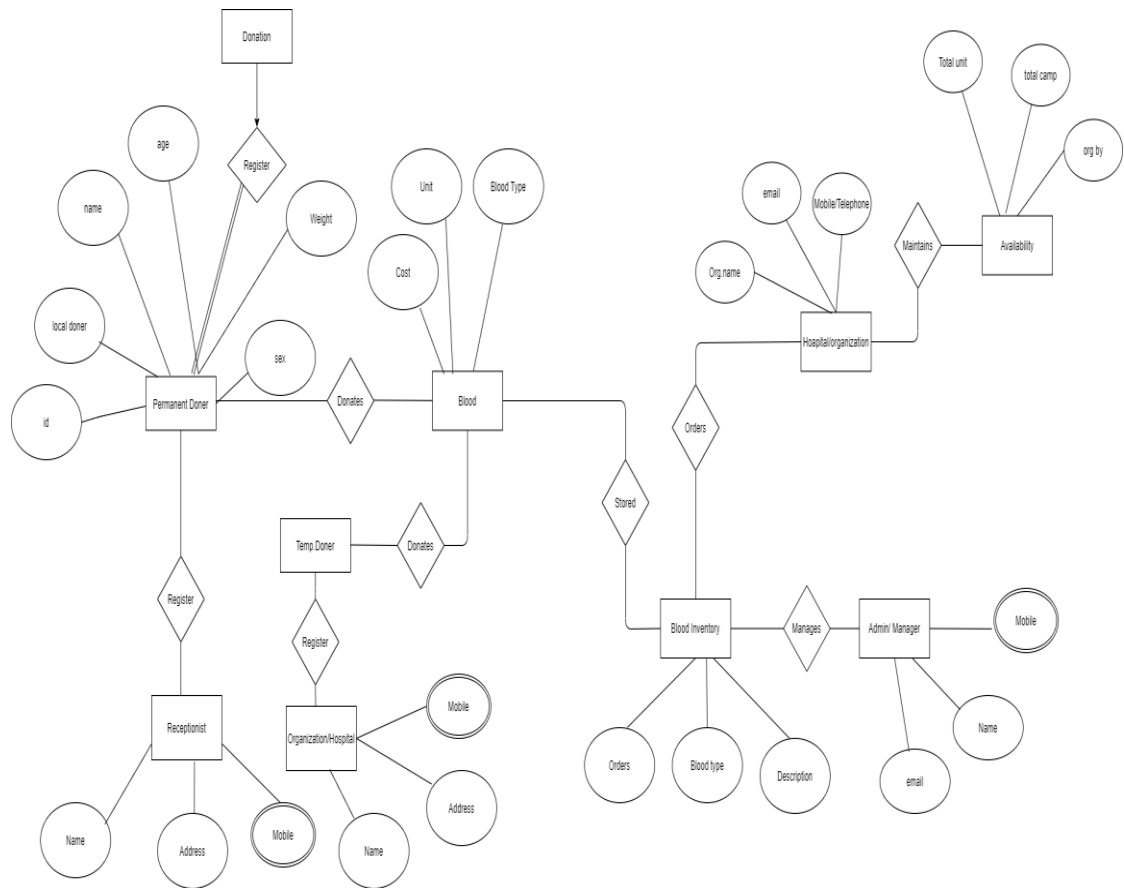 Donation
Total unit
total camp
age
org by
Register
Unit
Blood Type
email
Mobile/Telephone
name
Weight
Maintains
Availability
Cost
Org.name
local doner
Hoapital/organization
sex
Permanent Doner
Donates
Blood
id
Orders
Stored
Temp.Doner
Donates
Register
Register
Blood Inventory
Manages
Admin/ Manager
Mobile
Receptionist
Organization/Hospital
Mobile
Name
Orders
Blood type
Description
email
Address
Name
Address
Mobile
Name